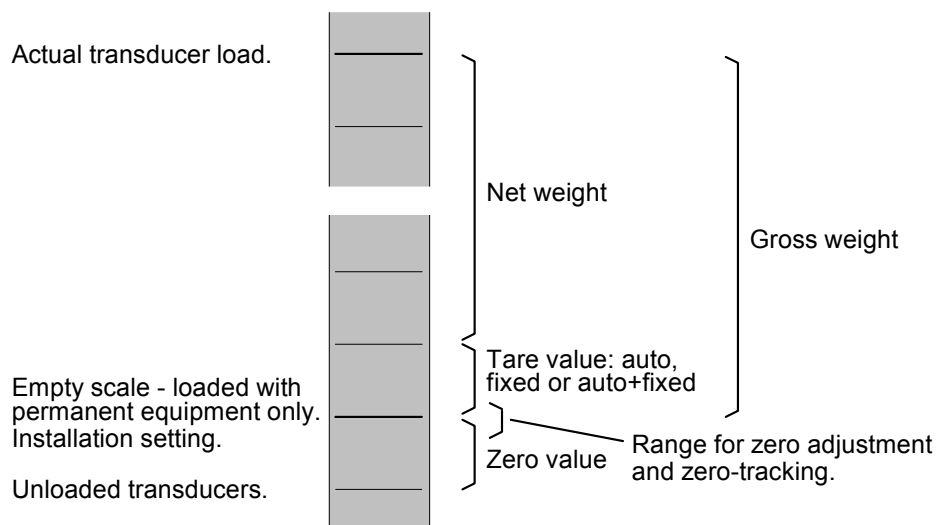 Actual transducer load.
Net weight
Gross weight
Tare value: auto,
fixed or auto+fixed
Empty scale - loaded with
permanent equipment only.
Installation setting.
Range for zero adjustment
and zero-tracking.
Zero value
Unloaded transducers.